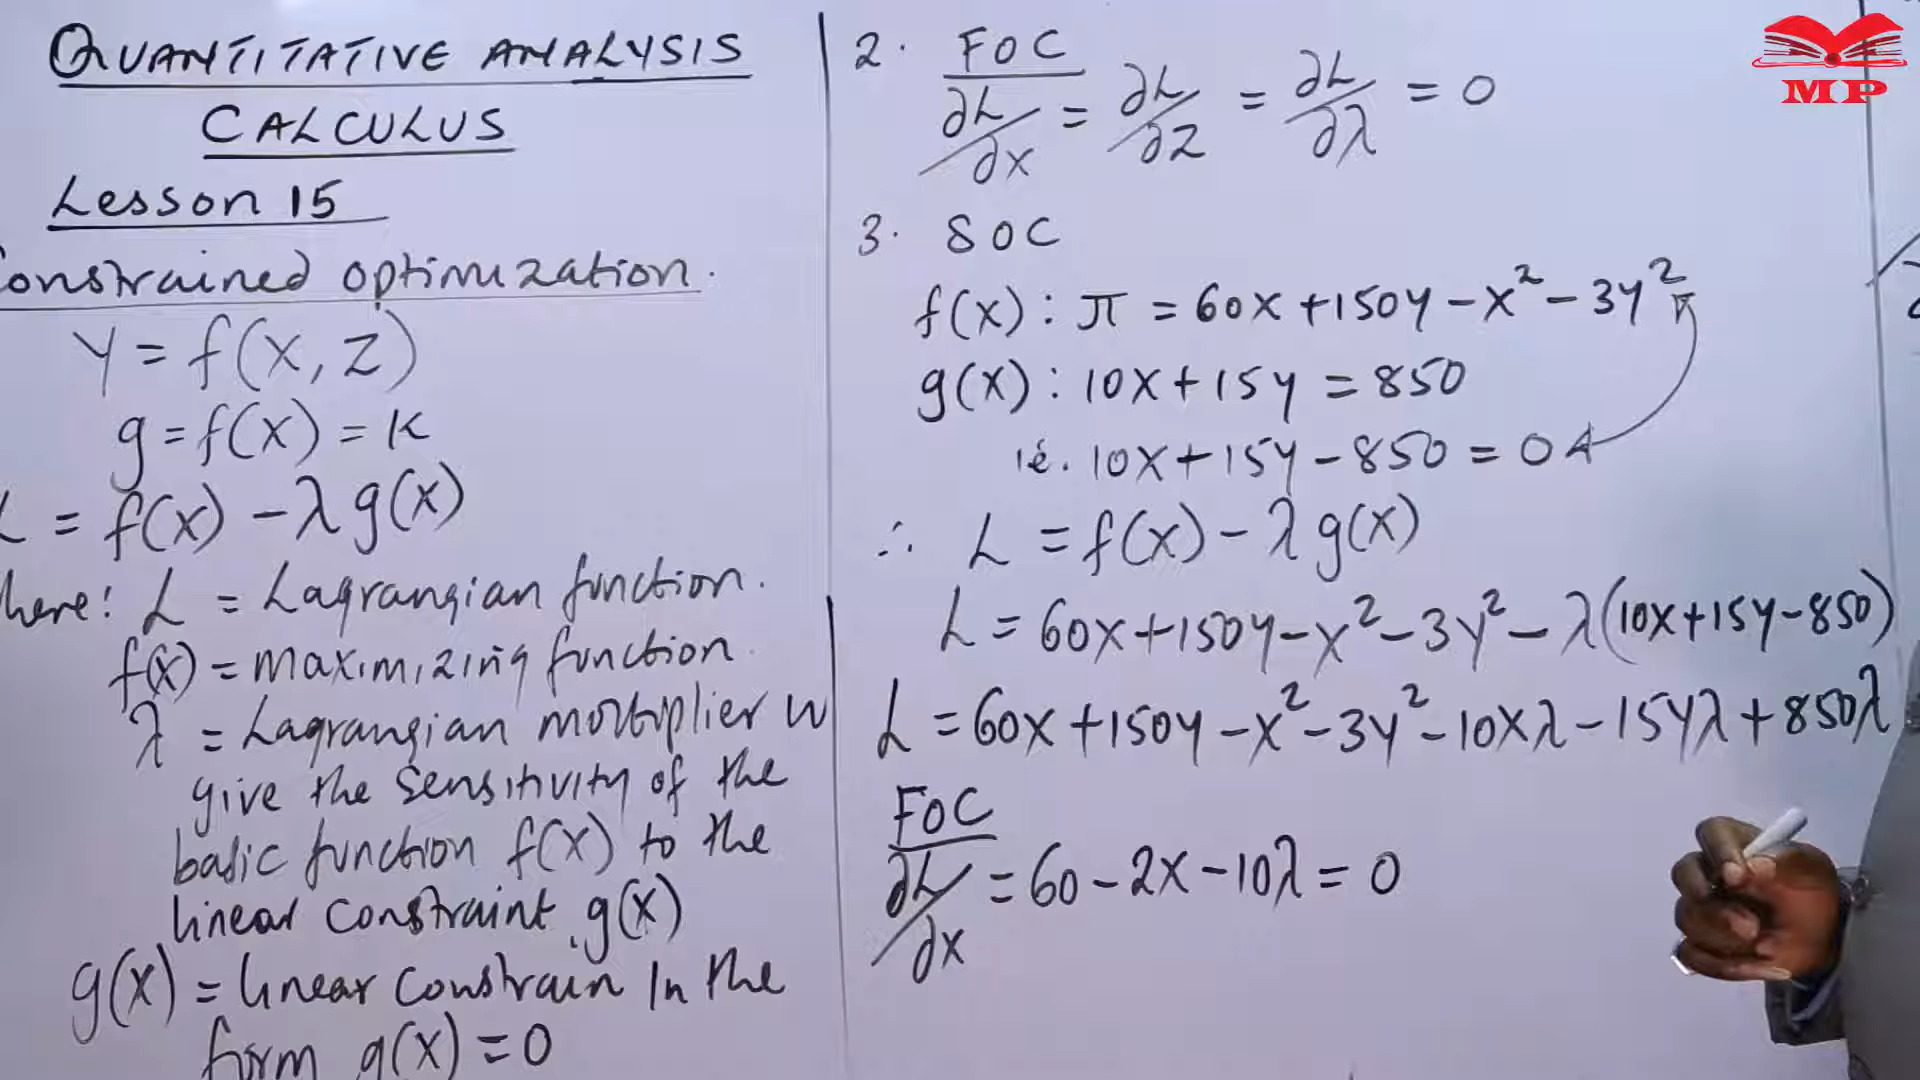 QUANTITATIVE ANALYSIS
CALCULUS
Lesson 15
onstrained optimization.
Y = f(x, z)
g = f(x) = K
L = f(x) - λ g(x)
here: L = Lagrangian function.
f(x) = maximizing function.
λ = Lagrangian moltiplier w
give the sensitivity of the
basic function f(x) to the
linear constraint g(x)
g(x) = linear constrain in the
form g(x) = 0
2. FOC
∂L/∂x = ∂L/∂z = ∂L/∂λ = 0
3. SOC
f(x) : π = 60x + 150y - x² - 3y²
g(x) : 10x + 15y = 850
ie. 10x + 15y - 850 = 0
∴ L = f(x) - λ g(x)
L = 60x + 150y - x² - 3y² - λ(10x + 15y - 850)
L = 60x + 150y - x² - 3y² - 10xλ - 15yλ + 850λ
FOC
∂L/∂x = 60 - 2x - 10λ = 0
MP